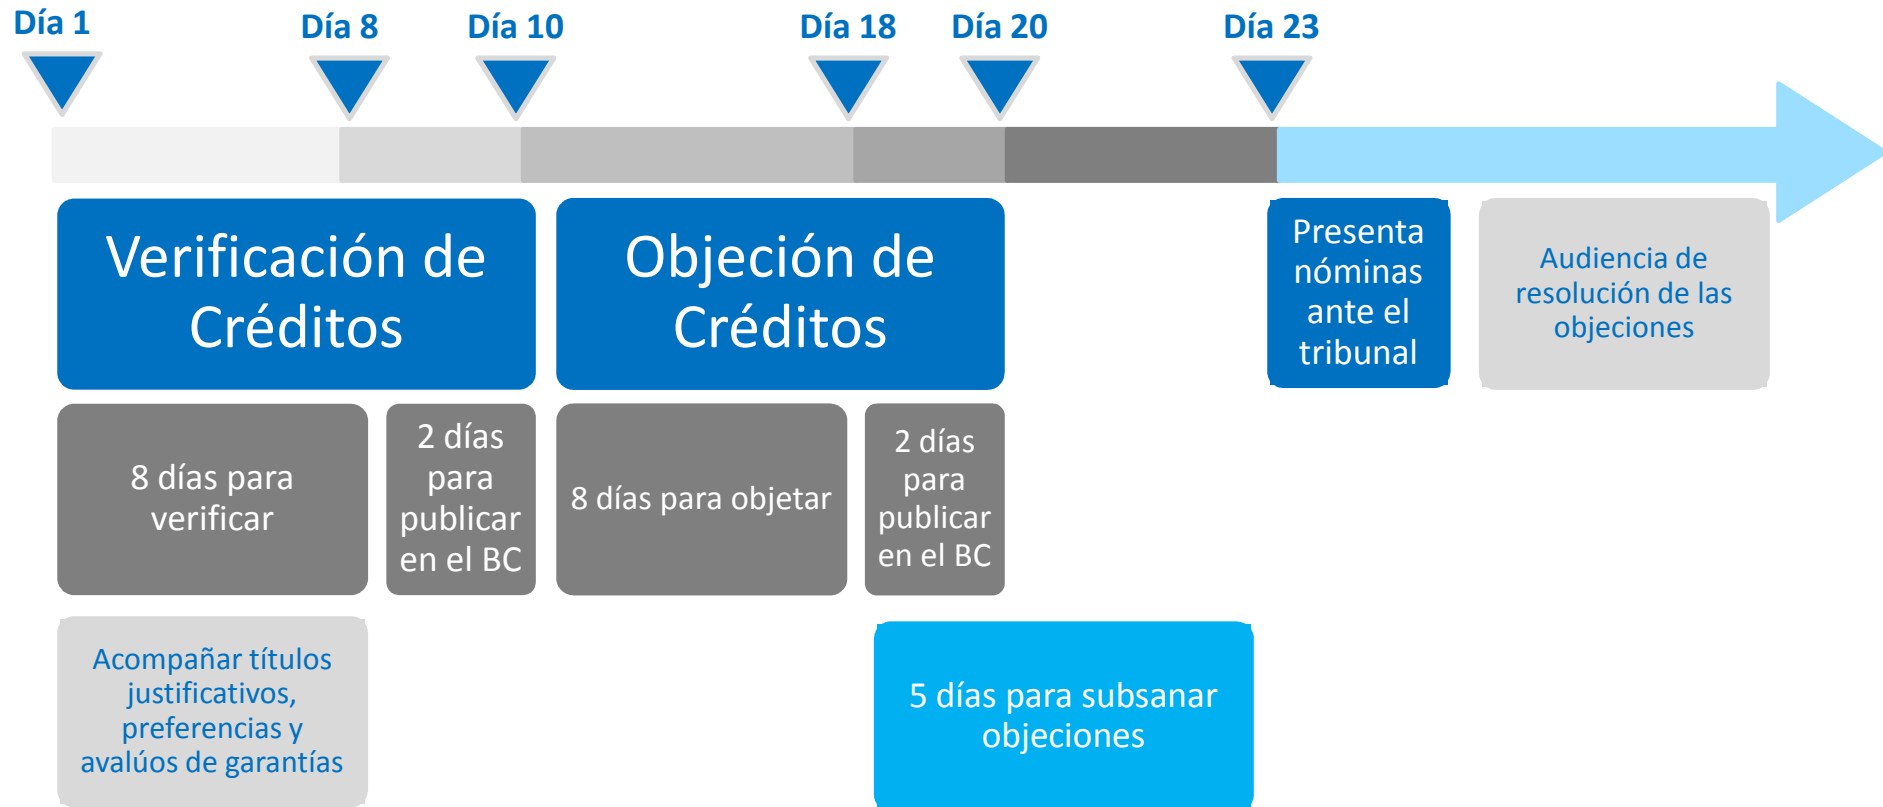 Día 1
Día 8
Día 10
Día 18
Día 20
Día 23
Verificación de
Créditos
Objeción de
Créditos
Presenta
nóminas
ante el
tribunal
Audiencia de
resolución de las
objeciones
8 días para
verificar
2 días
para
publicar
en el BC
8 días para objetar
2 días
para
publicar
en el BC
Acompañar títulos
justificativos,
preferencias y
avalúos de garantías
5 días para subsanar
objeciones